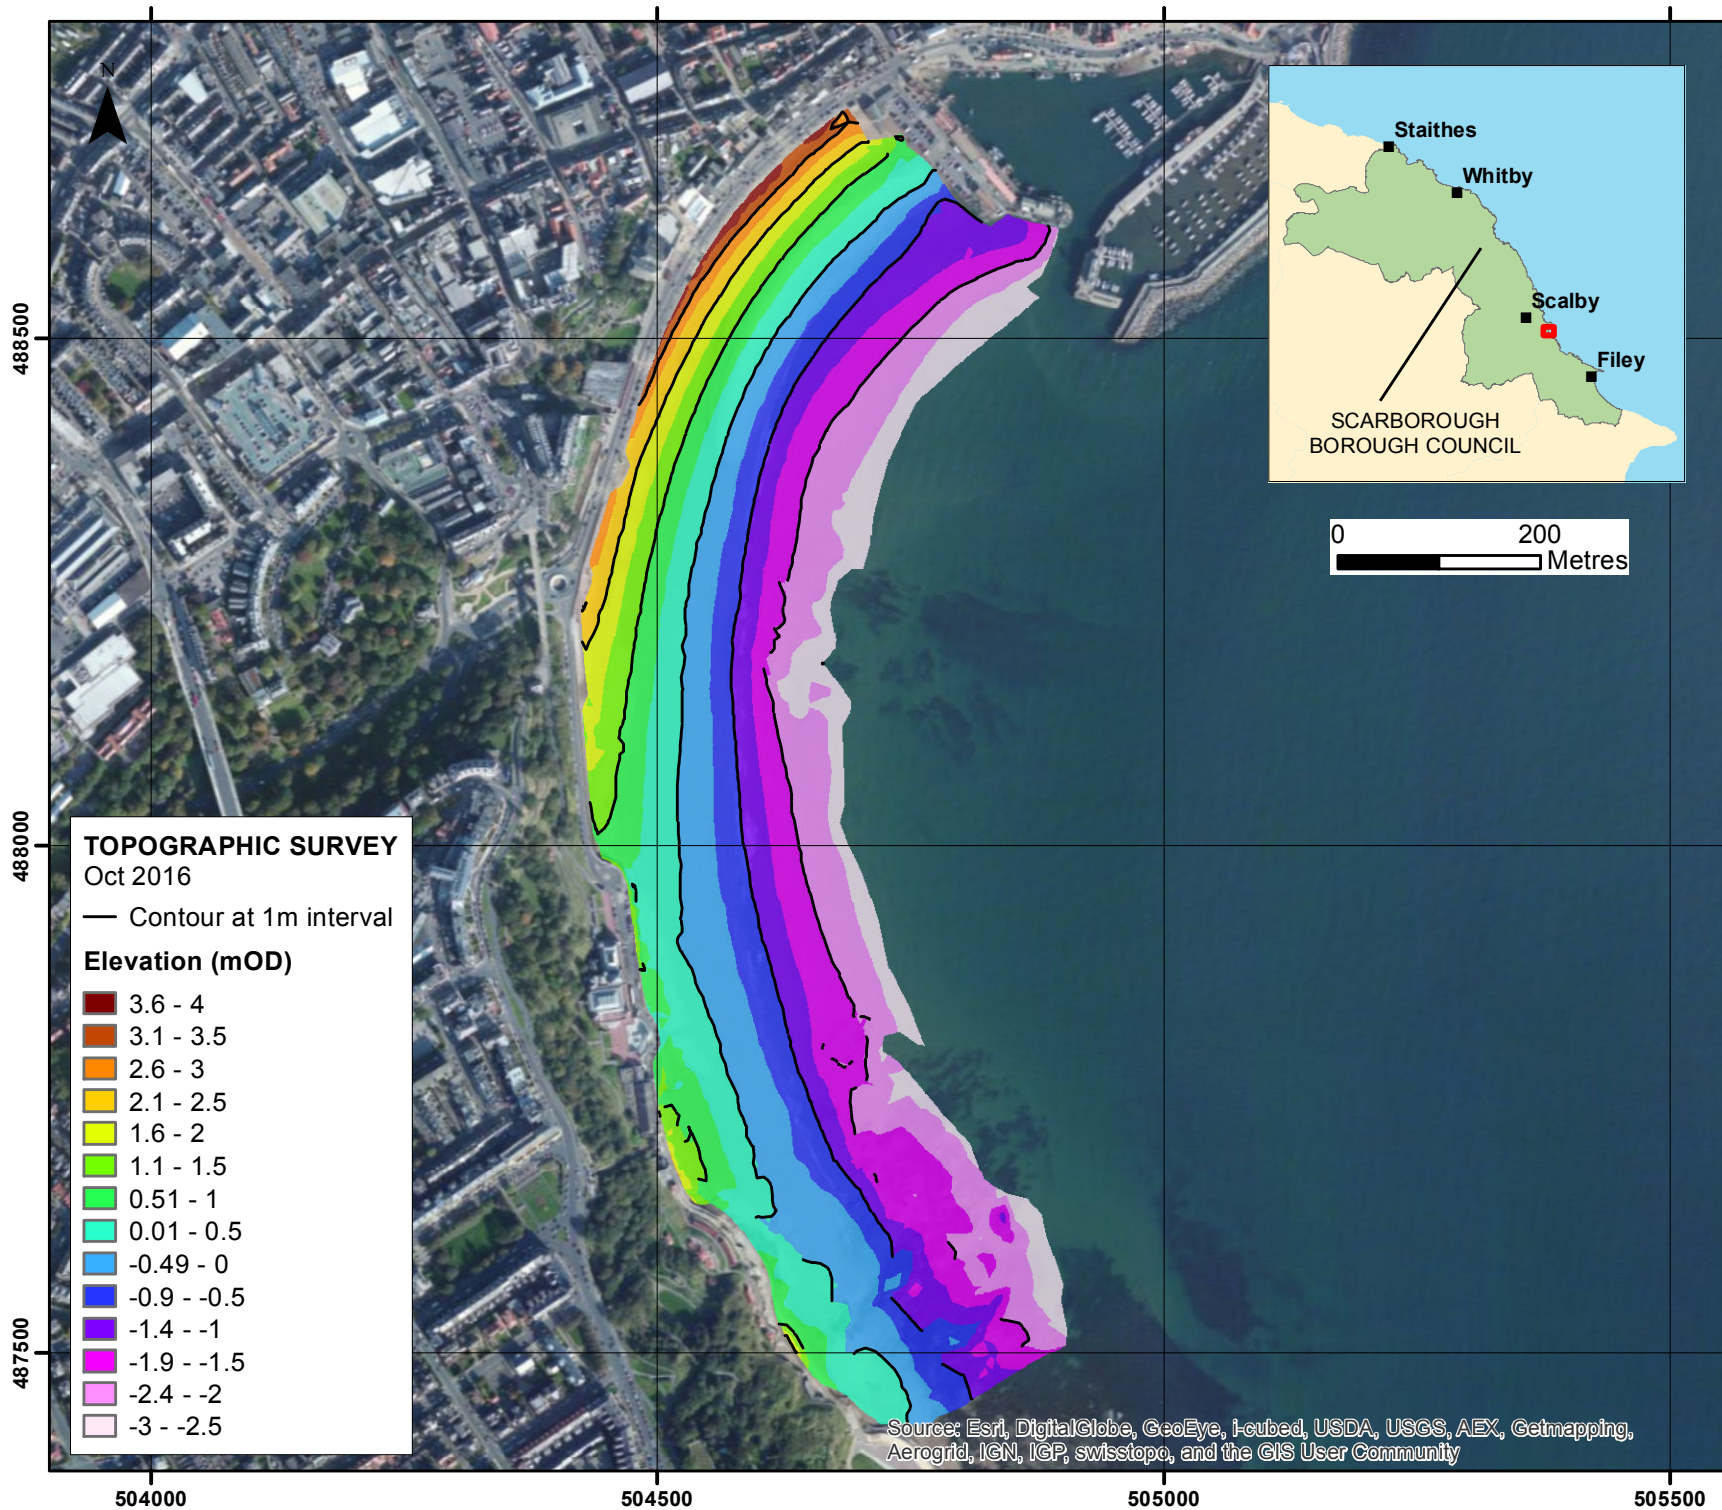 N
Staithes
Whitby
Scalby
Filey
SCARBOROUGH
BOROUGH COUNCIL
0 200
Metres
488500
488000
487500
TOPOGRAPHIC SURVEY
Oct 2016
Contour at 1m interval
Elevation (mOD)
3.6 - 4
3.1 - 3.5
2.6 - 3
2.1 - 2.5
1.6 - 2
1.1 - 1.5
0.51 - 1
0.01 - 0.5
-0.49 - 0
-0.9 - -0.5
-1.4 - -1
-1.9 - -1.5
-2.4 - -2
-3 - -2.5
Source: Esri, DigitalGlobe, GeoEye, i-cubed, USDA, USGS, AEX, Getmapping,
Aerogrid, IGN, IGP, swisstopo, and the GIS User Community
504000 504500 505000 505500